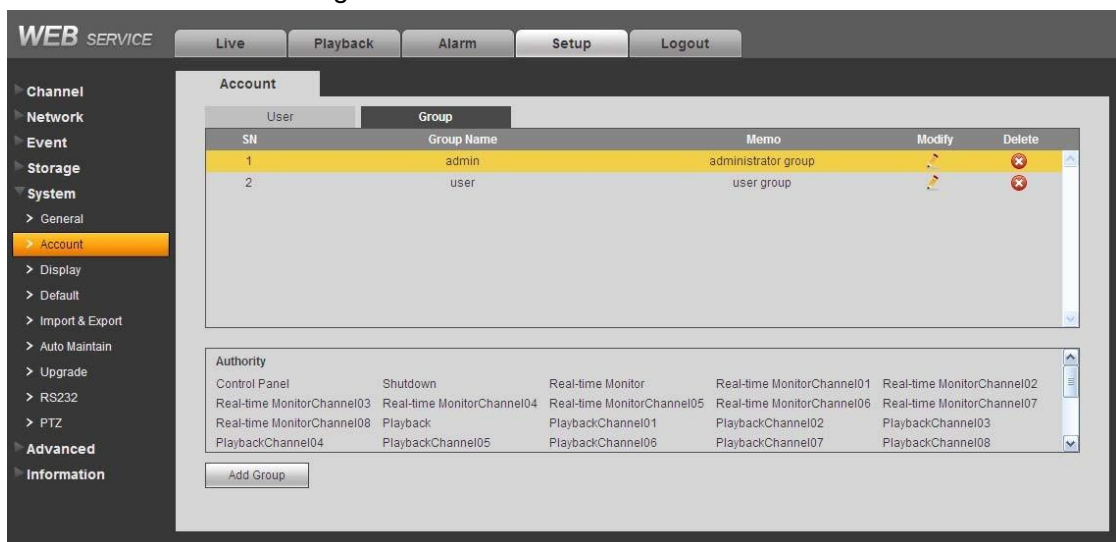 WEB SERVICE
Live Playback Alarm Setup Logout
Channel
Network
Event
Storage
System
> General
> Account
> Display
> Default
> Import & Export
> Auto Maintain
> Upgrade
> RS232
> PTZ
Advanced
Information
Account
User Group
SN Group Name Memo Modify Delete
1 admin administrator group
2 user user group
Authority
Control Panel Shutdown Real-time Monitor Real-time MonitorChannel01 Real-time MonitorChannel02
Real-time MonitorChannel03 Real-time MonitorChannel04 Real-time MonitorChannel05 Real-time MonitorChannel06 Real-time MonitorChannel07
Real-time MonitorChannel08 Playback PlaybackChannel01 PlaybackChannel02 PlaybackChannel03
PlaybackChannel04 PlaybackChannel05 PlaybackChannel06 PlaybackChannel07 PlaybackChannel08
Add Group